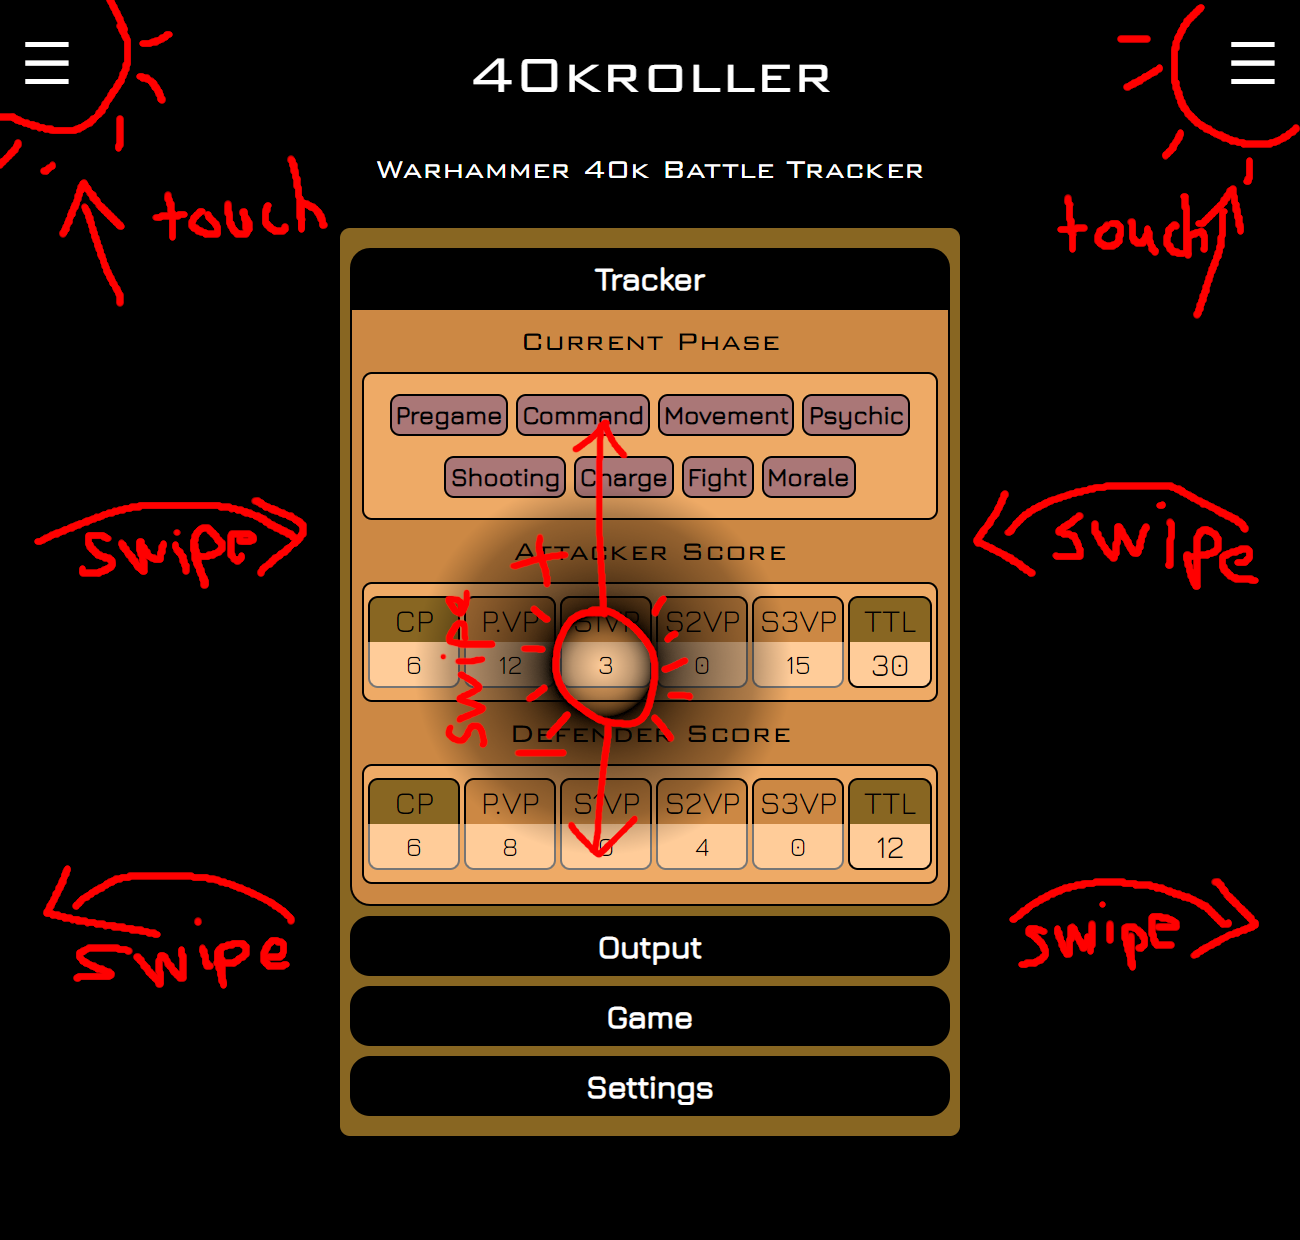 40kroller
Warhammer 40k Battle Tracker
touch
touch
Tracker
Current Phase
Pregame Command Movement Psychic
Shooting Charge Fight Morale
swipe
swipe
Attacker Score
+
swipe
CP P.VP S1VP S2VP S3VP TTL
6 12 3 0 15 30
Defender Score
-
CP P.VP S1VP S2VP S3VP TTL
6 8 0 4 0 12
swipe
swipe
Output
Game
Settings